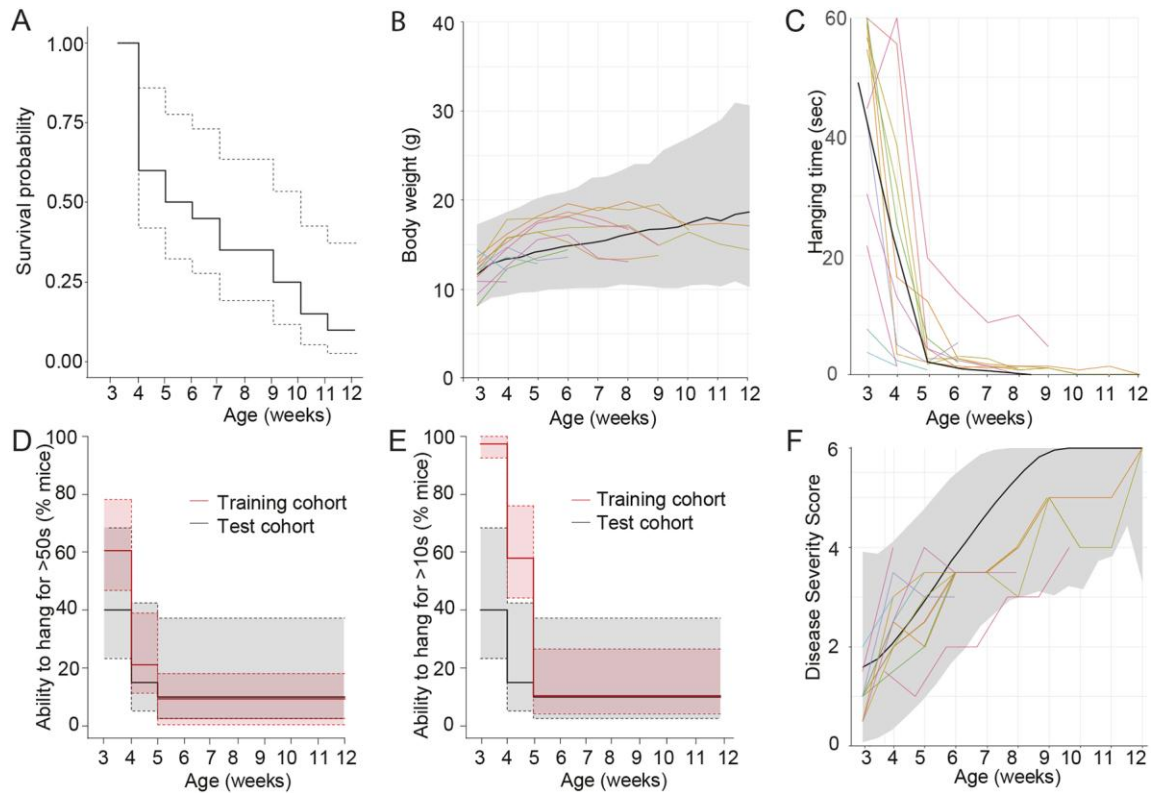 A
Survival probability
1.00
0.75
0.50
0.25
0.00
3 4 5 6 7 9 10 11 12
Age (weeks)
B
Body weight (g)
40
30
20
10
0
3 4 5 6 7 8 9 10 11 12
Age (weeks)
C
Hanging time (sec)
60
40
20
0
3 4 5 6 7 8 9 10 11 12
Age (weeks)
D
Ability to hang for >50s (% mice)
100
80
60
40
20
0
Training cohort
Test cohort
3 4 5 6 7 8 9 10 11 12
Age (weeks)
E
Ability to hang for >10s (% mice)
100
80
60
40
20
0
Training cohort
Test cohort
3 4 5 6 7 8 9 10 11 12
Age (weeks)
F
Disease Severity Score
6
4
2
0
3 4 5 6 7 8 9 10 11 12
Age (weeks)